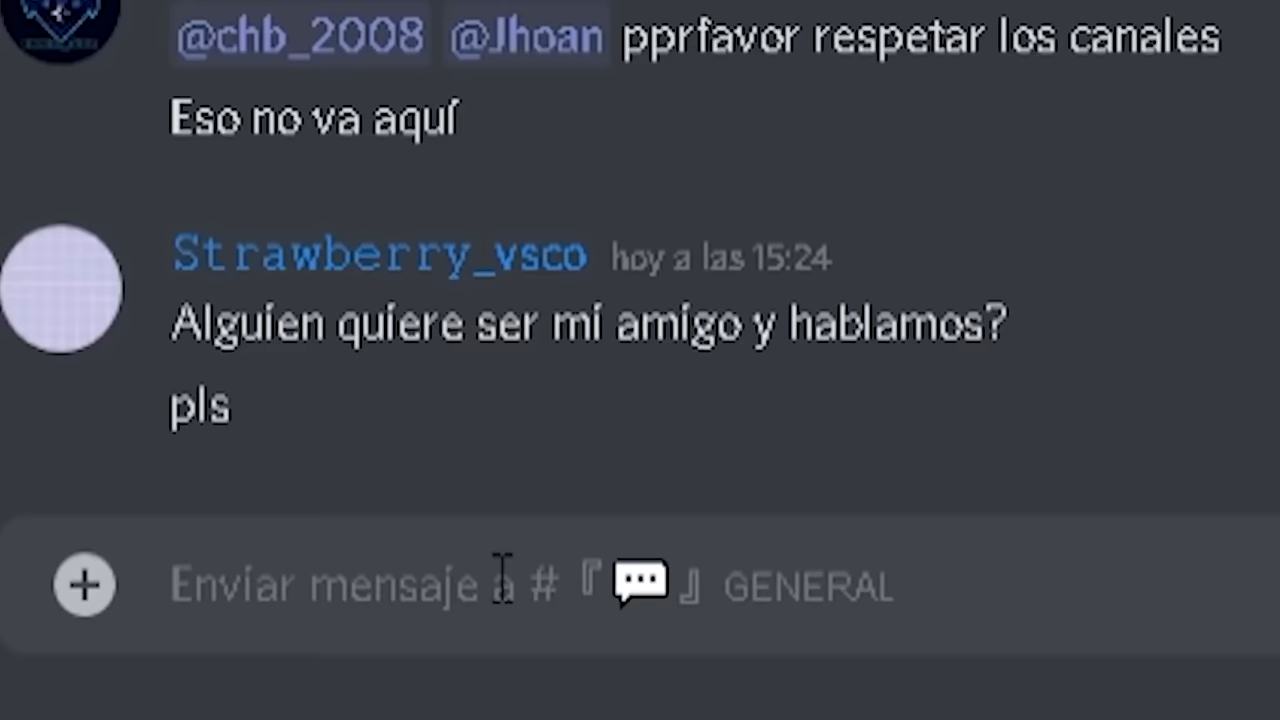 @chb_2008 @Jhoan pprfavor respetar los canales
Eso no va aquí
Strawberry_vsco hoy a las 15:24
Alguien quiere ser mi amigo y hablamos?
pls
Enviar mensaje a # 『 💬 』 GENERAL